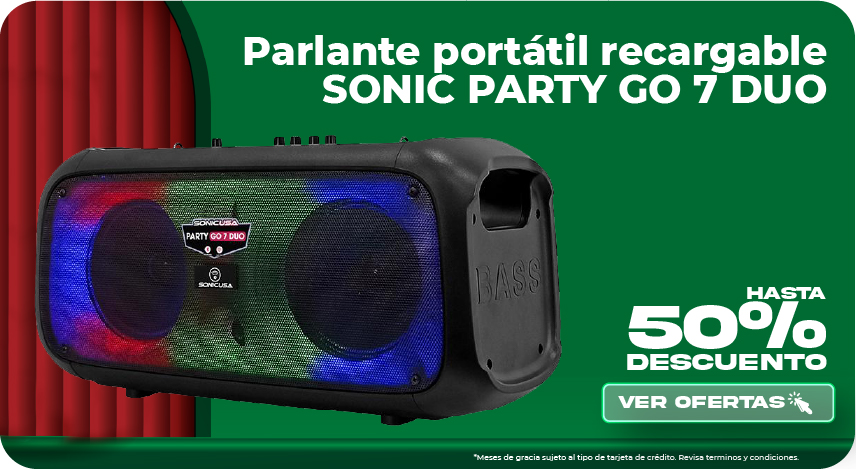 Parlante portátil recargable
SONIC PARTY GO 7 DUO
SONICUSA
PARTY GO 7 DUO
SONICUSA
BASS
HASTA
50%
DESCUENTO
VER OFERTAS
*Meses de gracia sujeto al tipo de tarjeta de crédito. Revisa terminos y condiciones.